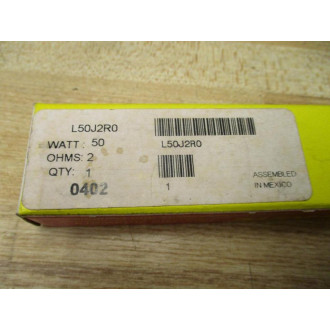 L50J2R0
WATT: 50
OHMS: 2
QTY: 1
0402
L50J2R0
1
ASSEMBLED
IN MEXICO